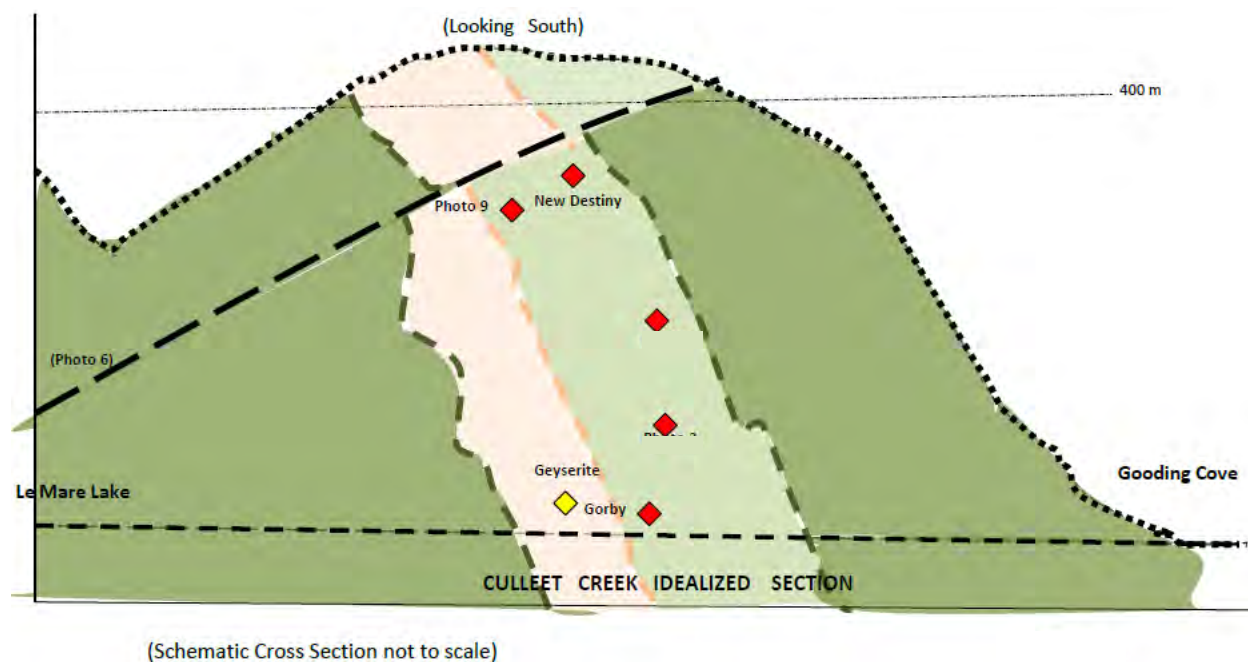 (Looking South)
400 m
Photo 9
New Destiny
(Photo 6)
Geyserite
Gorby
Le Mare Lake
Gooding Cove
CULLEET CREEK IDEALIZED SECTION
(Schematic Cross Section not to scale)